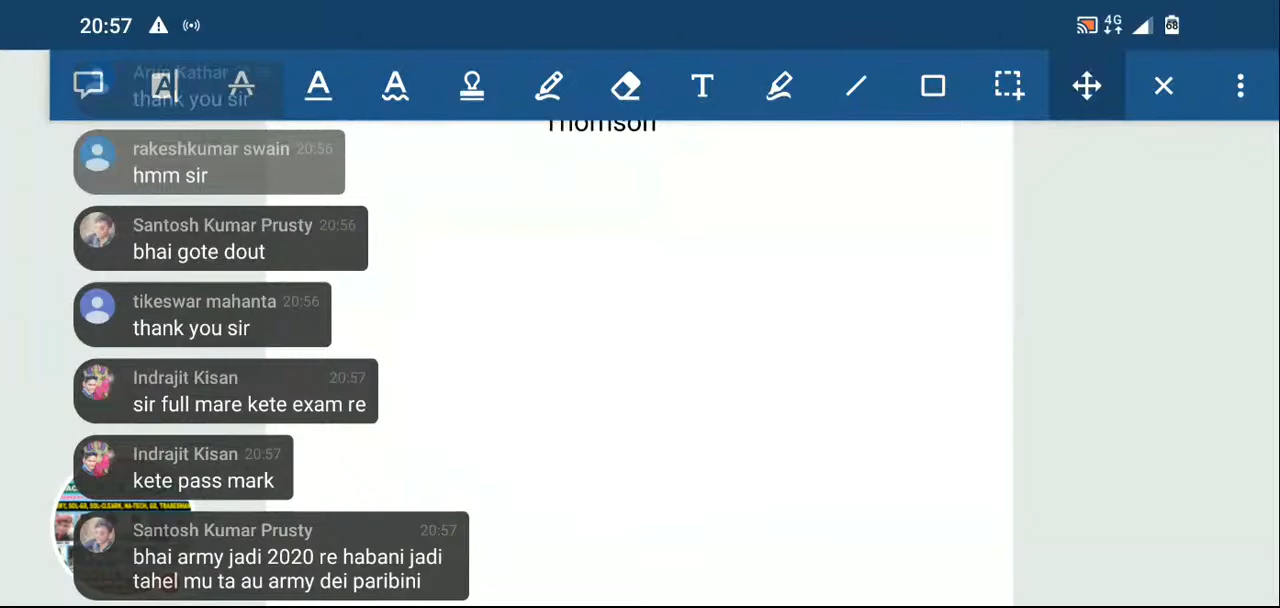 20:57
4G
68
Arun Kathar
thank you sir
Thomson
rakeshkumar swain 20:56
hmm sir
Santosh Kumar Prusty 20:56
bhai gote dout
tikeswar mahanta 20:56
thank you sir
Indrajit Kisan 20:57
sir full mare kete exam re
Indrajit Kisan 20:57
kete pass mark
Santosh Kumar Prusty 20:57
bhai army jadi 2020 re habani jadi
tahel mu ta au army dei paribini